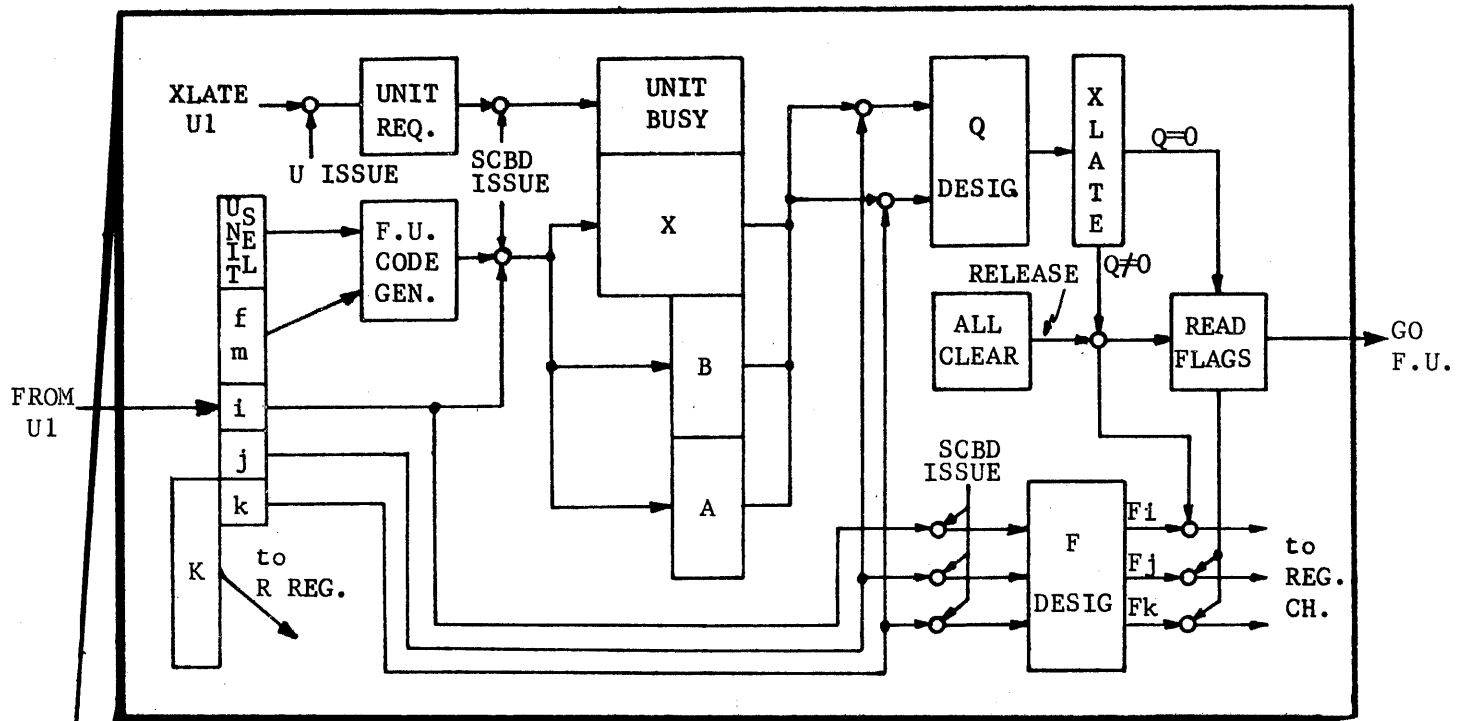 XLATE
U1
UNIT
REQ.
U ISSUE
SCBD
ISSUE
UNIT
BUSY
X
B
A
UNIT
SEL
f
m
i
j
k
K
F.U.
CODE
GEN.
FROM
U1
to
R REG.
Q
DESIG.
XLATE
Q=0
Q≠0
RELEASE
ALL
CLEAR
READ
FLAGS
GO
F.U.
SCBD
ISSUE
F
DESIG
Fi
Fj
Fk
to
REG.
CH.